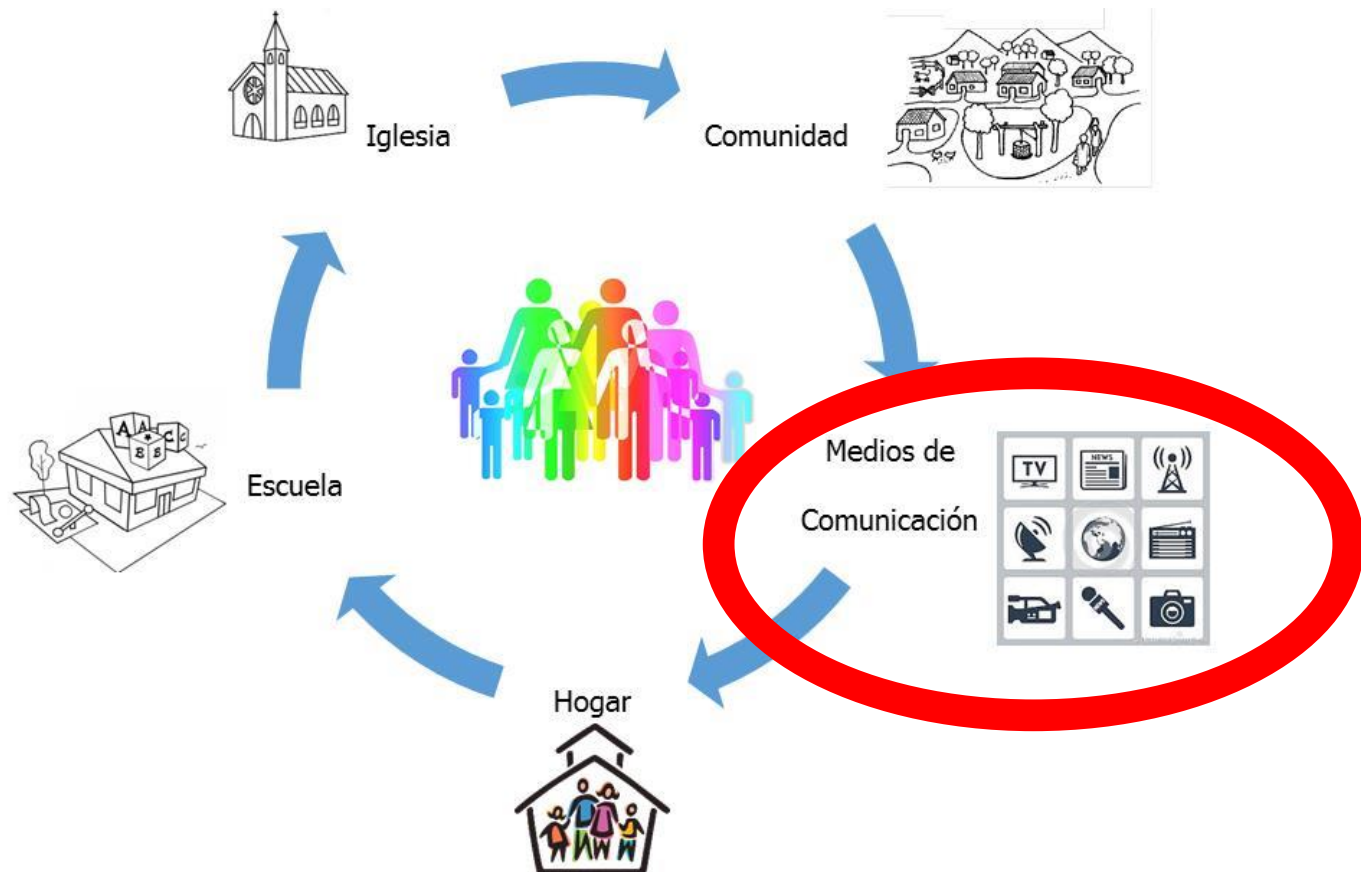 Iglesia
Comunidad
Escuela
Medios de
Comunicación
TV
NEWS
Hogar